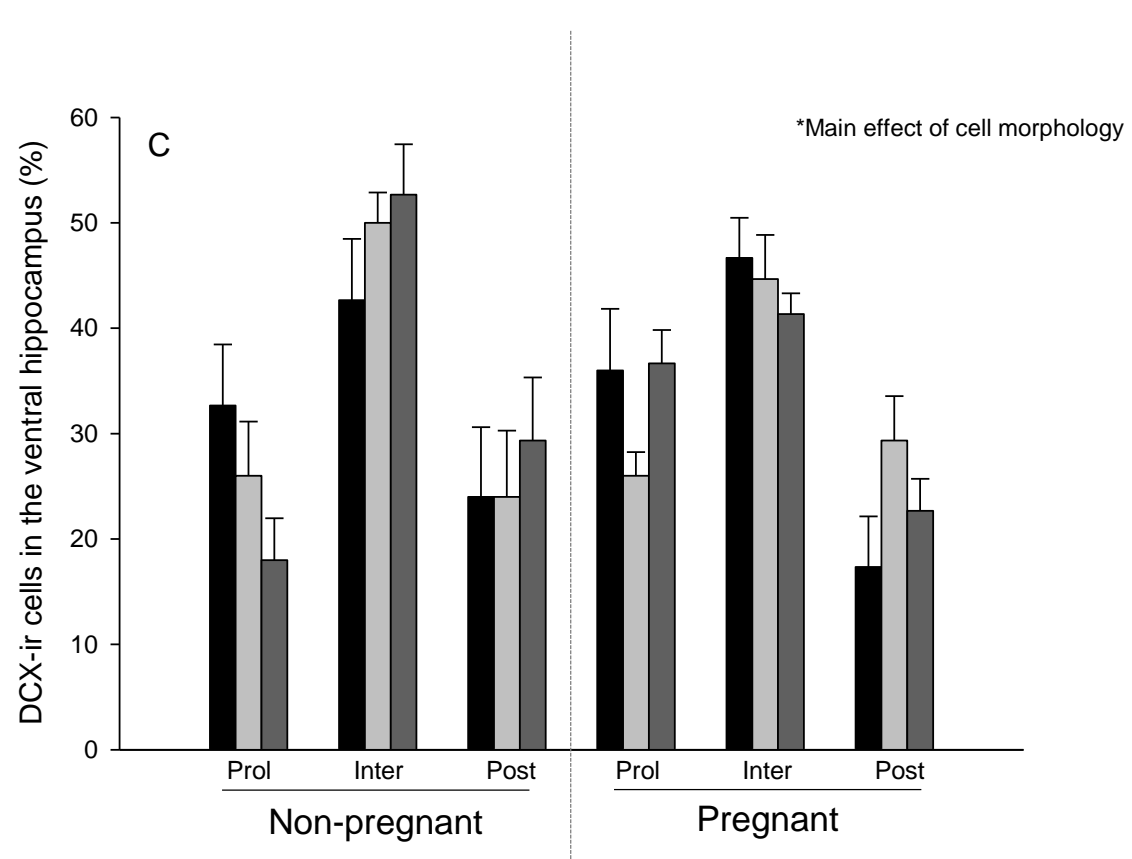 C
*Main effect of cell morphology
DCX-ir cells in the ventral hippocampus (%)
60
50
40
30
20
10
0
Prol Inter Post Prol Inter Post
Non-pregnant Pregnant